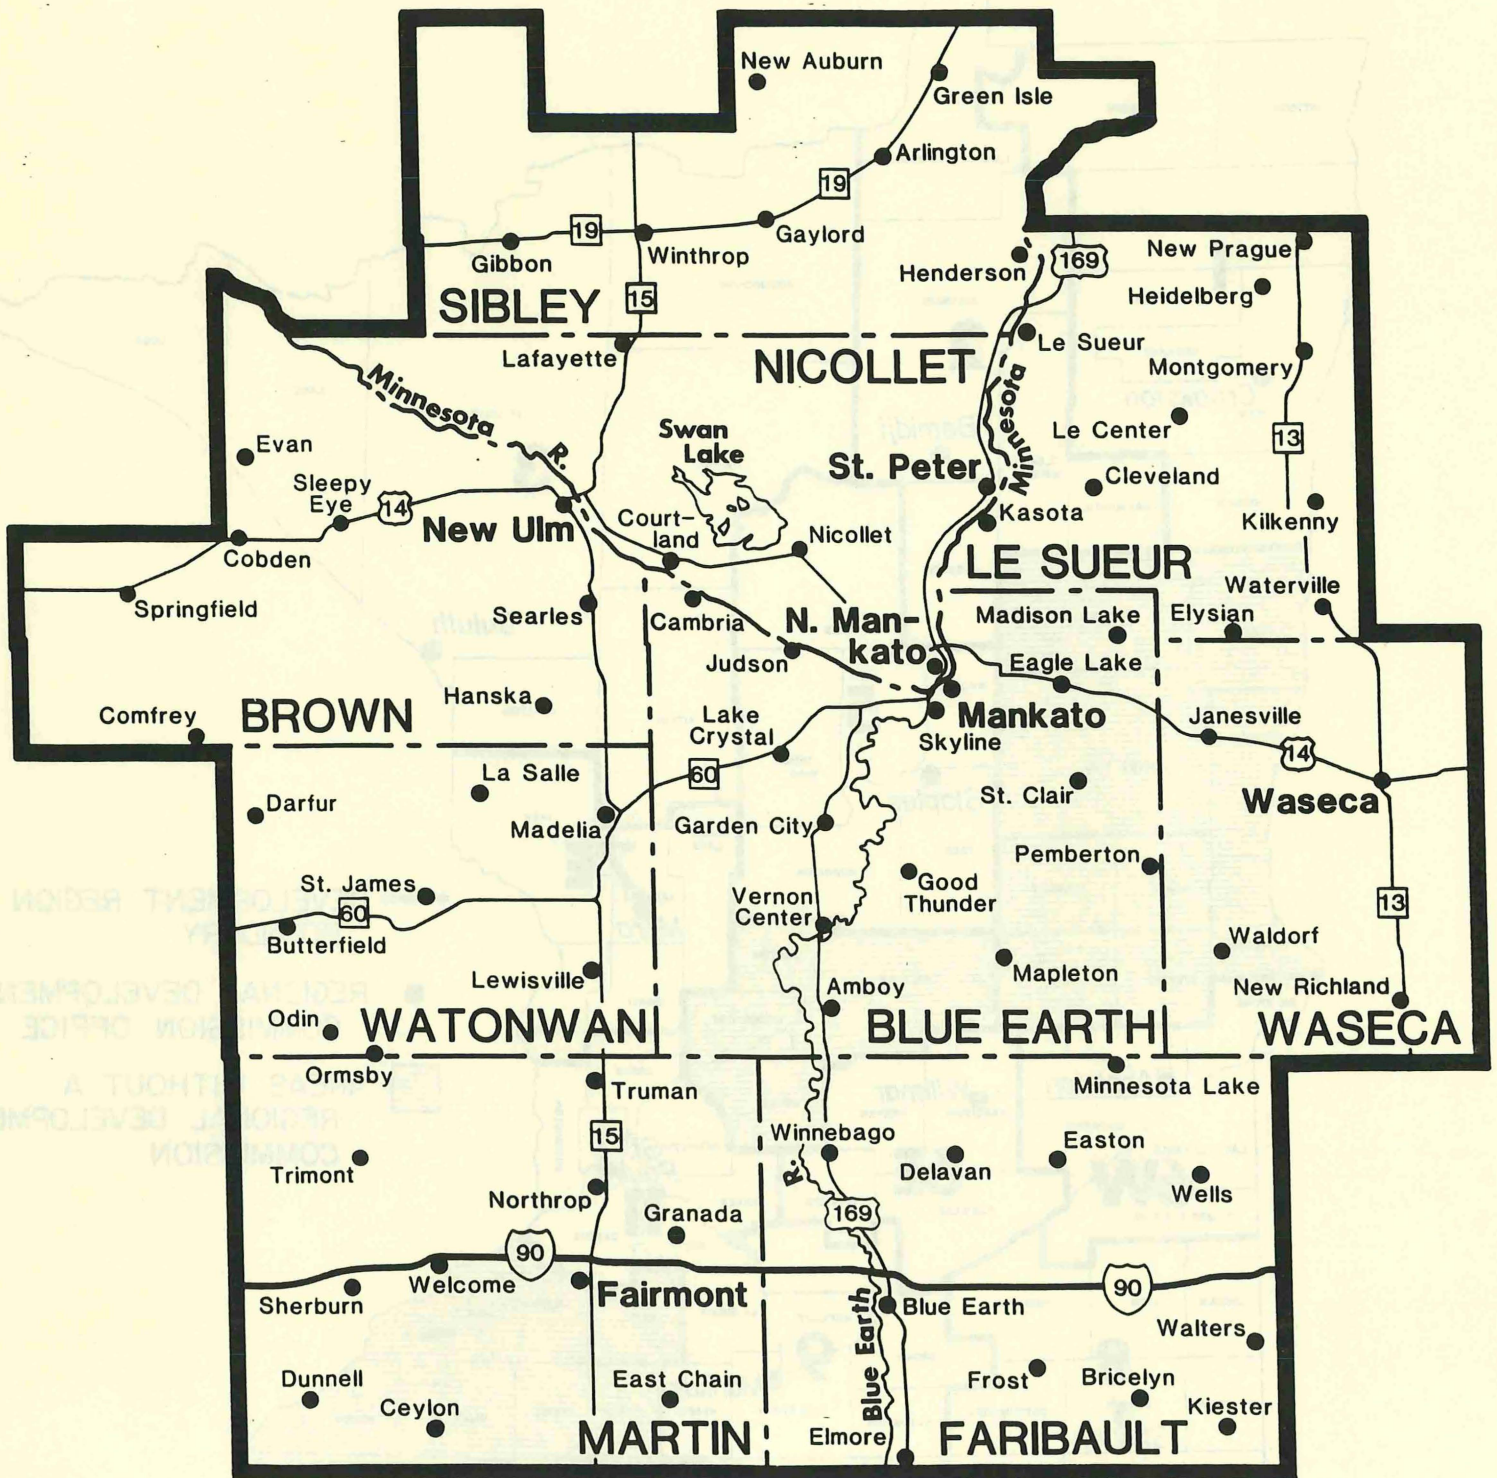 New Auburn
Green Isle
Arlington
19
19
Gaylord
Gibbon
Winthrop
Henderson
169
New Prague
Heidelberg
SIBLEY
15
Lafayette
NICOLLET
Le Sueur
Montgomery
Minnesota
R.
Minnesota
Swan
Lake
Le Center
13
Evan
Sleepy
Eye
14
St. Peter
Cleveland
New Ulm
Court-
land
Nicollet
Kasota
Kilkenny
Cobden
LE SUEUR
Springfield
Searles
Cambria
N. Man-
kato
Madison Lake
Elysian
Waterville
Judson
Eagle Lake
Hanska
Comfrey
BROWN
Lake
Crystal
Mankato
Skyline
Janesville
14
La Salle
60
St. Clair
Waseca
Darfur
Madelia
Garden City
Pemberton
St. James
60
Good
Thunder
Vernon
Center
13
Butterfield
Waldorf
Lewisville
Mapleton
Amboy
New Richland
Odin
WATONWAN
BLUE EARTH
WASECA
Ormsby
Truman
Minnesota Lake
15
Winnebago
Easton
Trimont
R.
Delavan
Wells
Northrop
Granada
169
90
Welcome
Fairmont
90
Sherburn
Blue Earth
Blue Earth
Walters
Dunnell
East Chain
Frost
Bricelyn
Ceylon
Kiester
MARTIN
Elmore
FARIBAULT